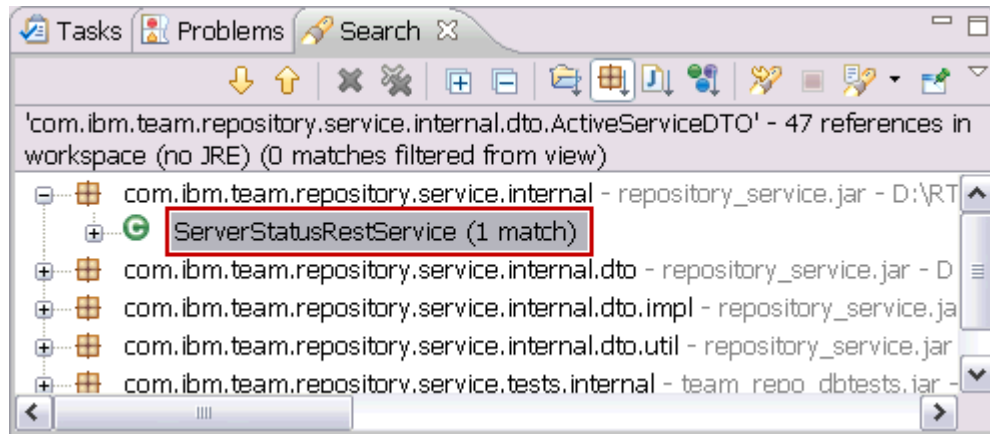 Tasks Problems Search
'com.ibm.team.repository.service.internal.dto.ActiveServiceDTO' - 47 references in
workspace (no JRE) (0 matches filtered from view)
com.ibm.team.repository.service.internal - repository_service.jar - D:\RT
ServerStatusRestService (1 match)
com.ibm.team.repository.service.internal.dto - repository_service.jar - D
com.ibm.team.repository.service.internal.dto.impl - repository_service.ja
com.ibm.team.repository.service.internal.dto.util - repository_service.jar
com.ibm.team.repository.service.tests.internal - team_repo_dbtests.jar -